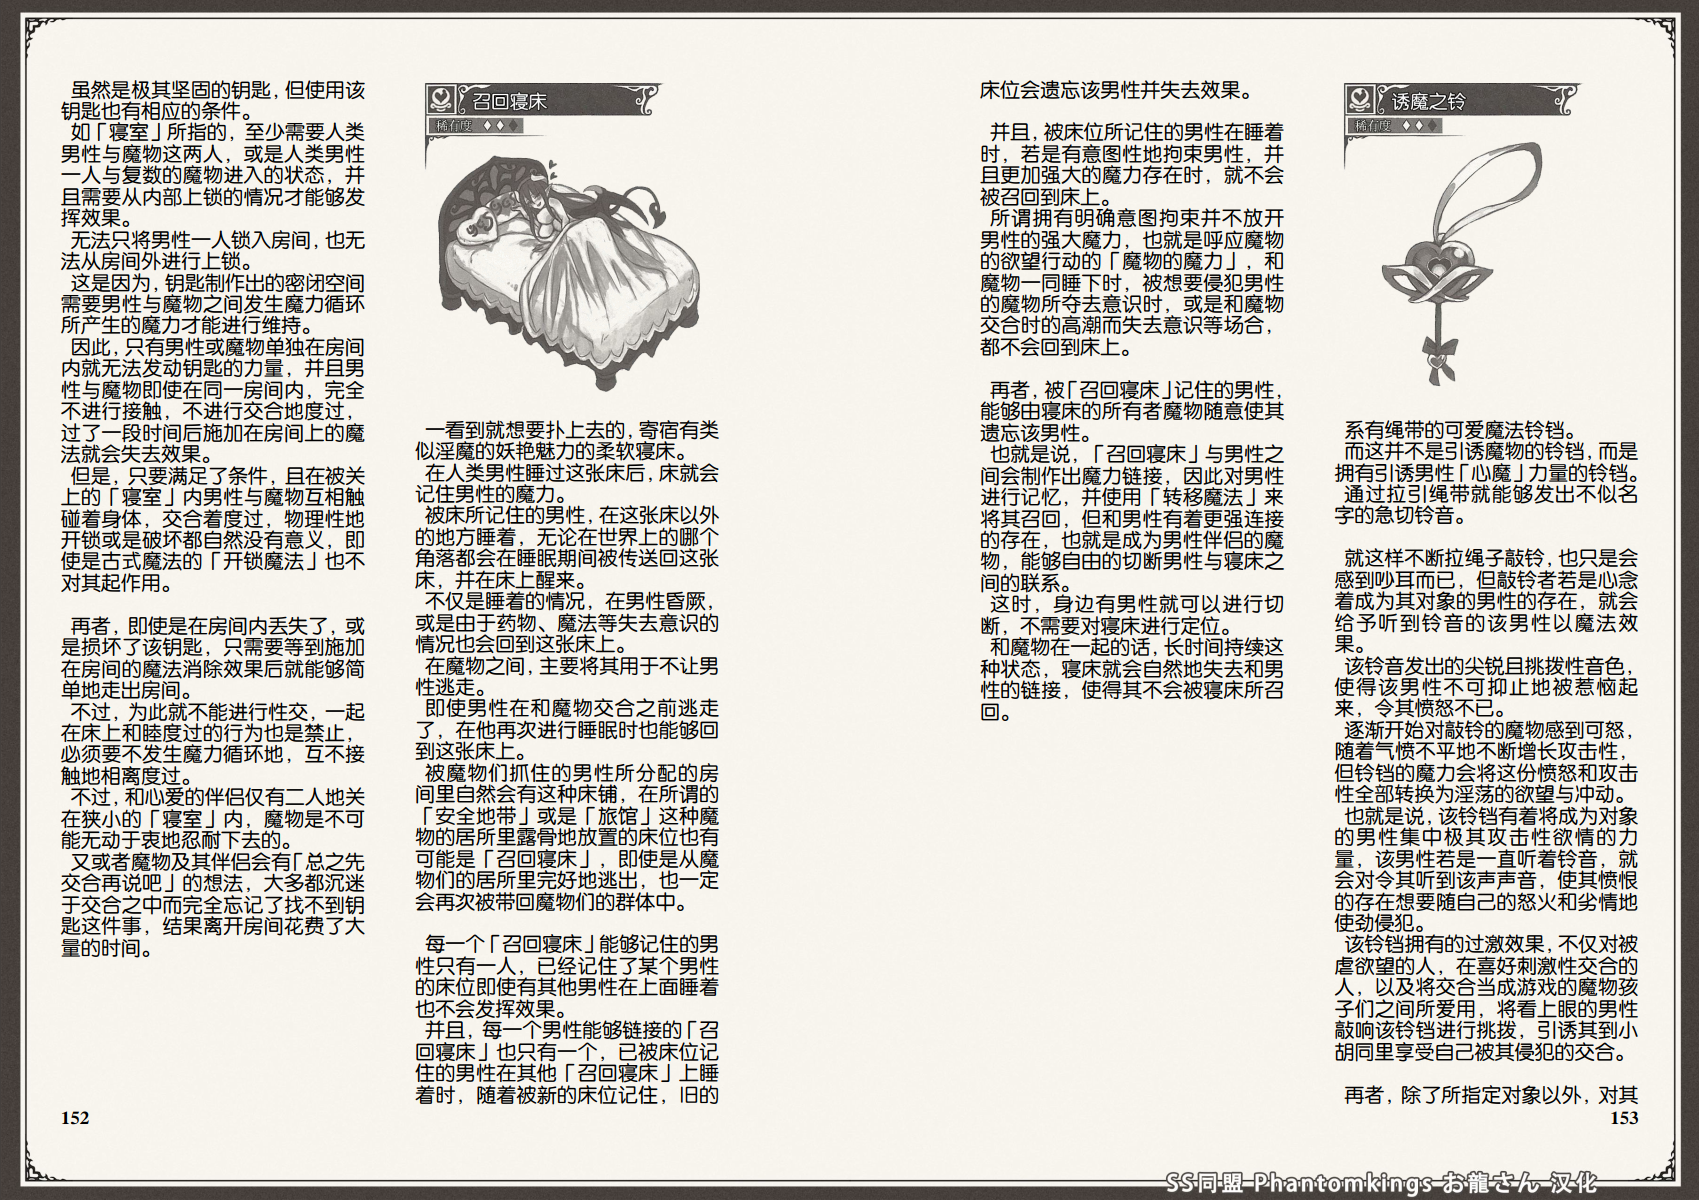 虽然是极其坚固的钥匙,但使用该
钥匙也有相应的条件。
如「寝室」所指的，至少需要人类
男性与魔物这两人，或是人类男性
一人与复数的魔物进入的状态，并
且需要从内部上锁的情况才能够发
挥效果。
无法只将男性一人锁入房间,也无
法从房间外进行上锁。
这是因为,钥匙制作出的密闭空间
需要男性与魔物之间发生魔力循环
所产生的魔力才能进行维持。
因此,只有男性或魔物单独在房间
内就无法发动钥匙的力量，并且男
性与魔物即使在同一房间内，完全
不进行接触，不进行交合地度过，
过了一段时间后施加在房间上的魔
法就会失去效果。
但是，只要满足了条件，且在被关
上的「寝室」内男性与魔物互相触
碰着身体，交合着度过，物理性地
开锁或是破坏都自然没有意义，即
使是古式魔法的「开锁魔法」也不
对其起作用。
再者，即使是在房间内丢失了，或
是损坏了该钥匙，只需要等到施加
在房间的魔法消除效果后就能够简
单地走出房间。
不过，为此就不能进行性交，一起
在床上和睦度过的行为也是禁止，
必须要不发生魔力循环地，互不接
触地相离度过。
不过，和心爱的伴侣仅有二人地关
在狭小的「寝室」内，魔物是不可
能无动于衷地忍耐下去的。
又或者魔物及其伴侣会有「总之先
交合再说吧」的想法，大多都沉迷
于交合之中而完全忘记了找不到钥
匙这件事，结果离开房间花费了大
量的时间。
152
召回寝床
稀有度
一看到就想要扑上去的,寄宿有类
似淫魔的妖艳魅力的柔软寝床。
在人类男性睡过这张床后,床就会
记住男性的魔力。
被床所记住的男性,在这张床以外
的地方睡着，无论在世界上的哪个
角落都会在睡眠期间被传送回这张
床，并在床上醒来。
不仅是睡着的情况，在男性昏厥，
或是由于药物、魔法等失去意识的
情况也会回到这张床上。
在魔物之间,主要将其用于不让男
性逃走。
即使男性在和魔物交合之前逃走
了，在他再次进行睡眠时也能够回
到这张床上。
被魔物们抓住的男性所分配的房
间里自然会有这种床铺，在所谓的
「安全地带」或是「旅馆」这种魔
物的居所里露骨地放置的床位也有
可能是「召回寝床」，即使是从魔
物们的居所里完好地逃出，也一定
会再次被带回魔物们的群体中。
每一个「召回寝床」能够记住的男
性只有一人，已经记住了某个男性
的床位即使有其他男性在上面睡着
也不会发挥效果。
并且，每一个男性能够链接的「召
回寝床」也只有一个，已被床位记
住的男性在其他「召回寝床」上睡
着时，随着被新的床位记住，旧的
床位会遗忘该男性并失去效果。
并且,被床位所记住的男性在睡着
时，若是有意图性地拘束男性，并
且更加强大的魔力存在时，就不会
被召回到床上。
所谓拥有明确意图拘束并不放开
男性的强大魔力，也就是呼应魔物
的欲望行动的「魔物的魔力」，和
魔物一同睡下时，被想要侵犯男性
的魔物所夺去意识时，或是和魔物
交合时的高潮而失去意识等场合，
都不会回到床上。
再者，被「召回寝床」记住的男性，
能够由寝床的所有者魔物随意使其
遗忘该男性。
也就是说，「召回寝床」与男性之
间会制作出魔力链接，因此对男性
进行记忆，并使用「转移魔法」来
将其召回，但和男性有着更强连接
的存在，也就是成为男性伴侣的魔
物，能够自由的切断男性与寝床之
间的联系。
这时，身边有男性就可以进行切
断，不需要对寝床进行定位。
和魔物在一起的话,长时间持续这
种状态，寝床就会自然地失去和男
性的链接，使得其不会被寝床所召
回。
诱魔之铃
稀有度
系有绳带的可爱魔法铃铛。
而这并不是引诱魔物的铃铛,而是
拥有引诱男性「心魔」力量的铃铛。
通过拉引绳带就能够发出不似名
字的急切铃音。
就这样不断拉绳子敲铃,也只是会
感到吵耳而已，但敲铃者若是心念
着成为其对象的男性的存在，就会
给予听到铃音的该男性以魔法效
果。
该铃音发出的尖锐且挑拨性音色，
使得该男性不可抑止地被惹恼起
来，令其愤怒不已。
逐渐开始对敲铃的魔物感到可怒，
随着气愤不平地不断增长攻击性，
但铃铛的魔力会将这份愤怒和攻击
性全部转换为淫荡的欲望与冲动。
也就是说,该铃铛有着将成为对象
的男性集中极其攻击性欲情的力
量，该男性若是一直听着铃音，就
会对令其听到该声声音，使其愤恨
的存在想要随自己的怒火和劣情地
使劲侵犯。
该铃铛拥有的过激效果,不仅对被
虐欲望的人，在喜好刺激性交合的
人，以及将交合当成游戏的魔物孩
子们之间所爱用，将看上眼的男性
敲响该铃铛进行挑拨，引诱其到小
胡同里享受自己被其侵犯的交合。
再者，除了所指定对象以外，对其
153
SS同盟 Phantomkings お龍さん 汉化